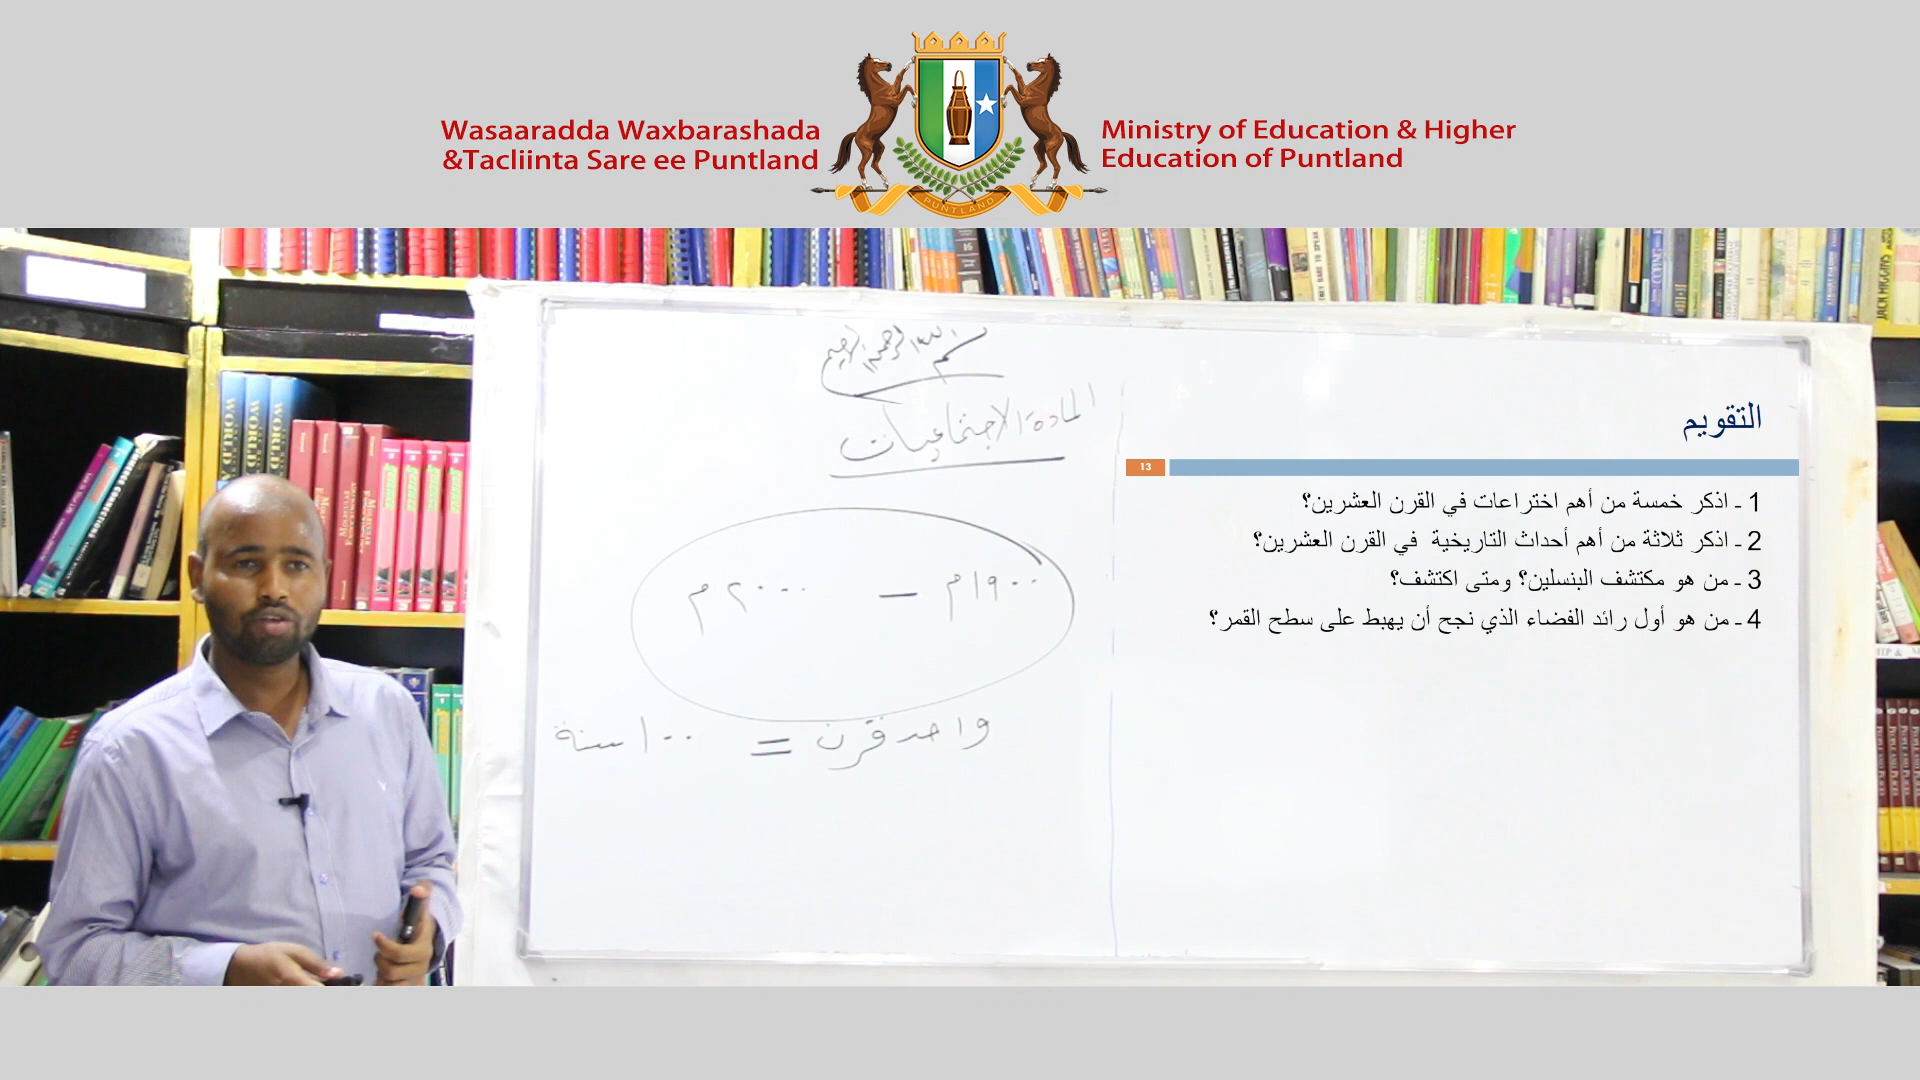 Wasaaradda Waxbarashada
&Tacliinta Sare ee Puntland
Ministry of Education & Higher
Education of Puntland
PUNTLAND
بسم الله الرحمن الرحيم
المادة الاجتماعيات
١٩٠٠م – ٢٠٠٠م
واحد قرن = ١٠٠ سنة
التقويم
13
1 ـ اذكر خمسة من أهم اختراعات في القرن العشرين؟
2 ـ اذكر ثلاثة من أهم أحداث التاريخية في القرن العشرين؟
3 ـ من هو مكتشف البنسلين؟ ومتى اكتشف؟
4 ـ من هو أول رائد الفضاء الذي نجح أن يهبط على سطح القمر؟